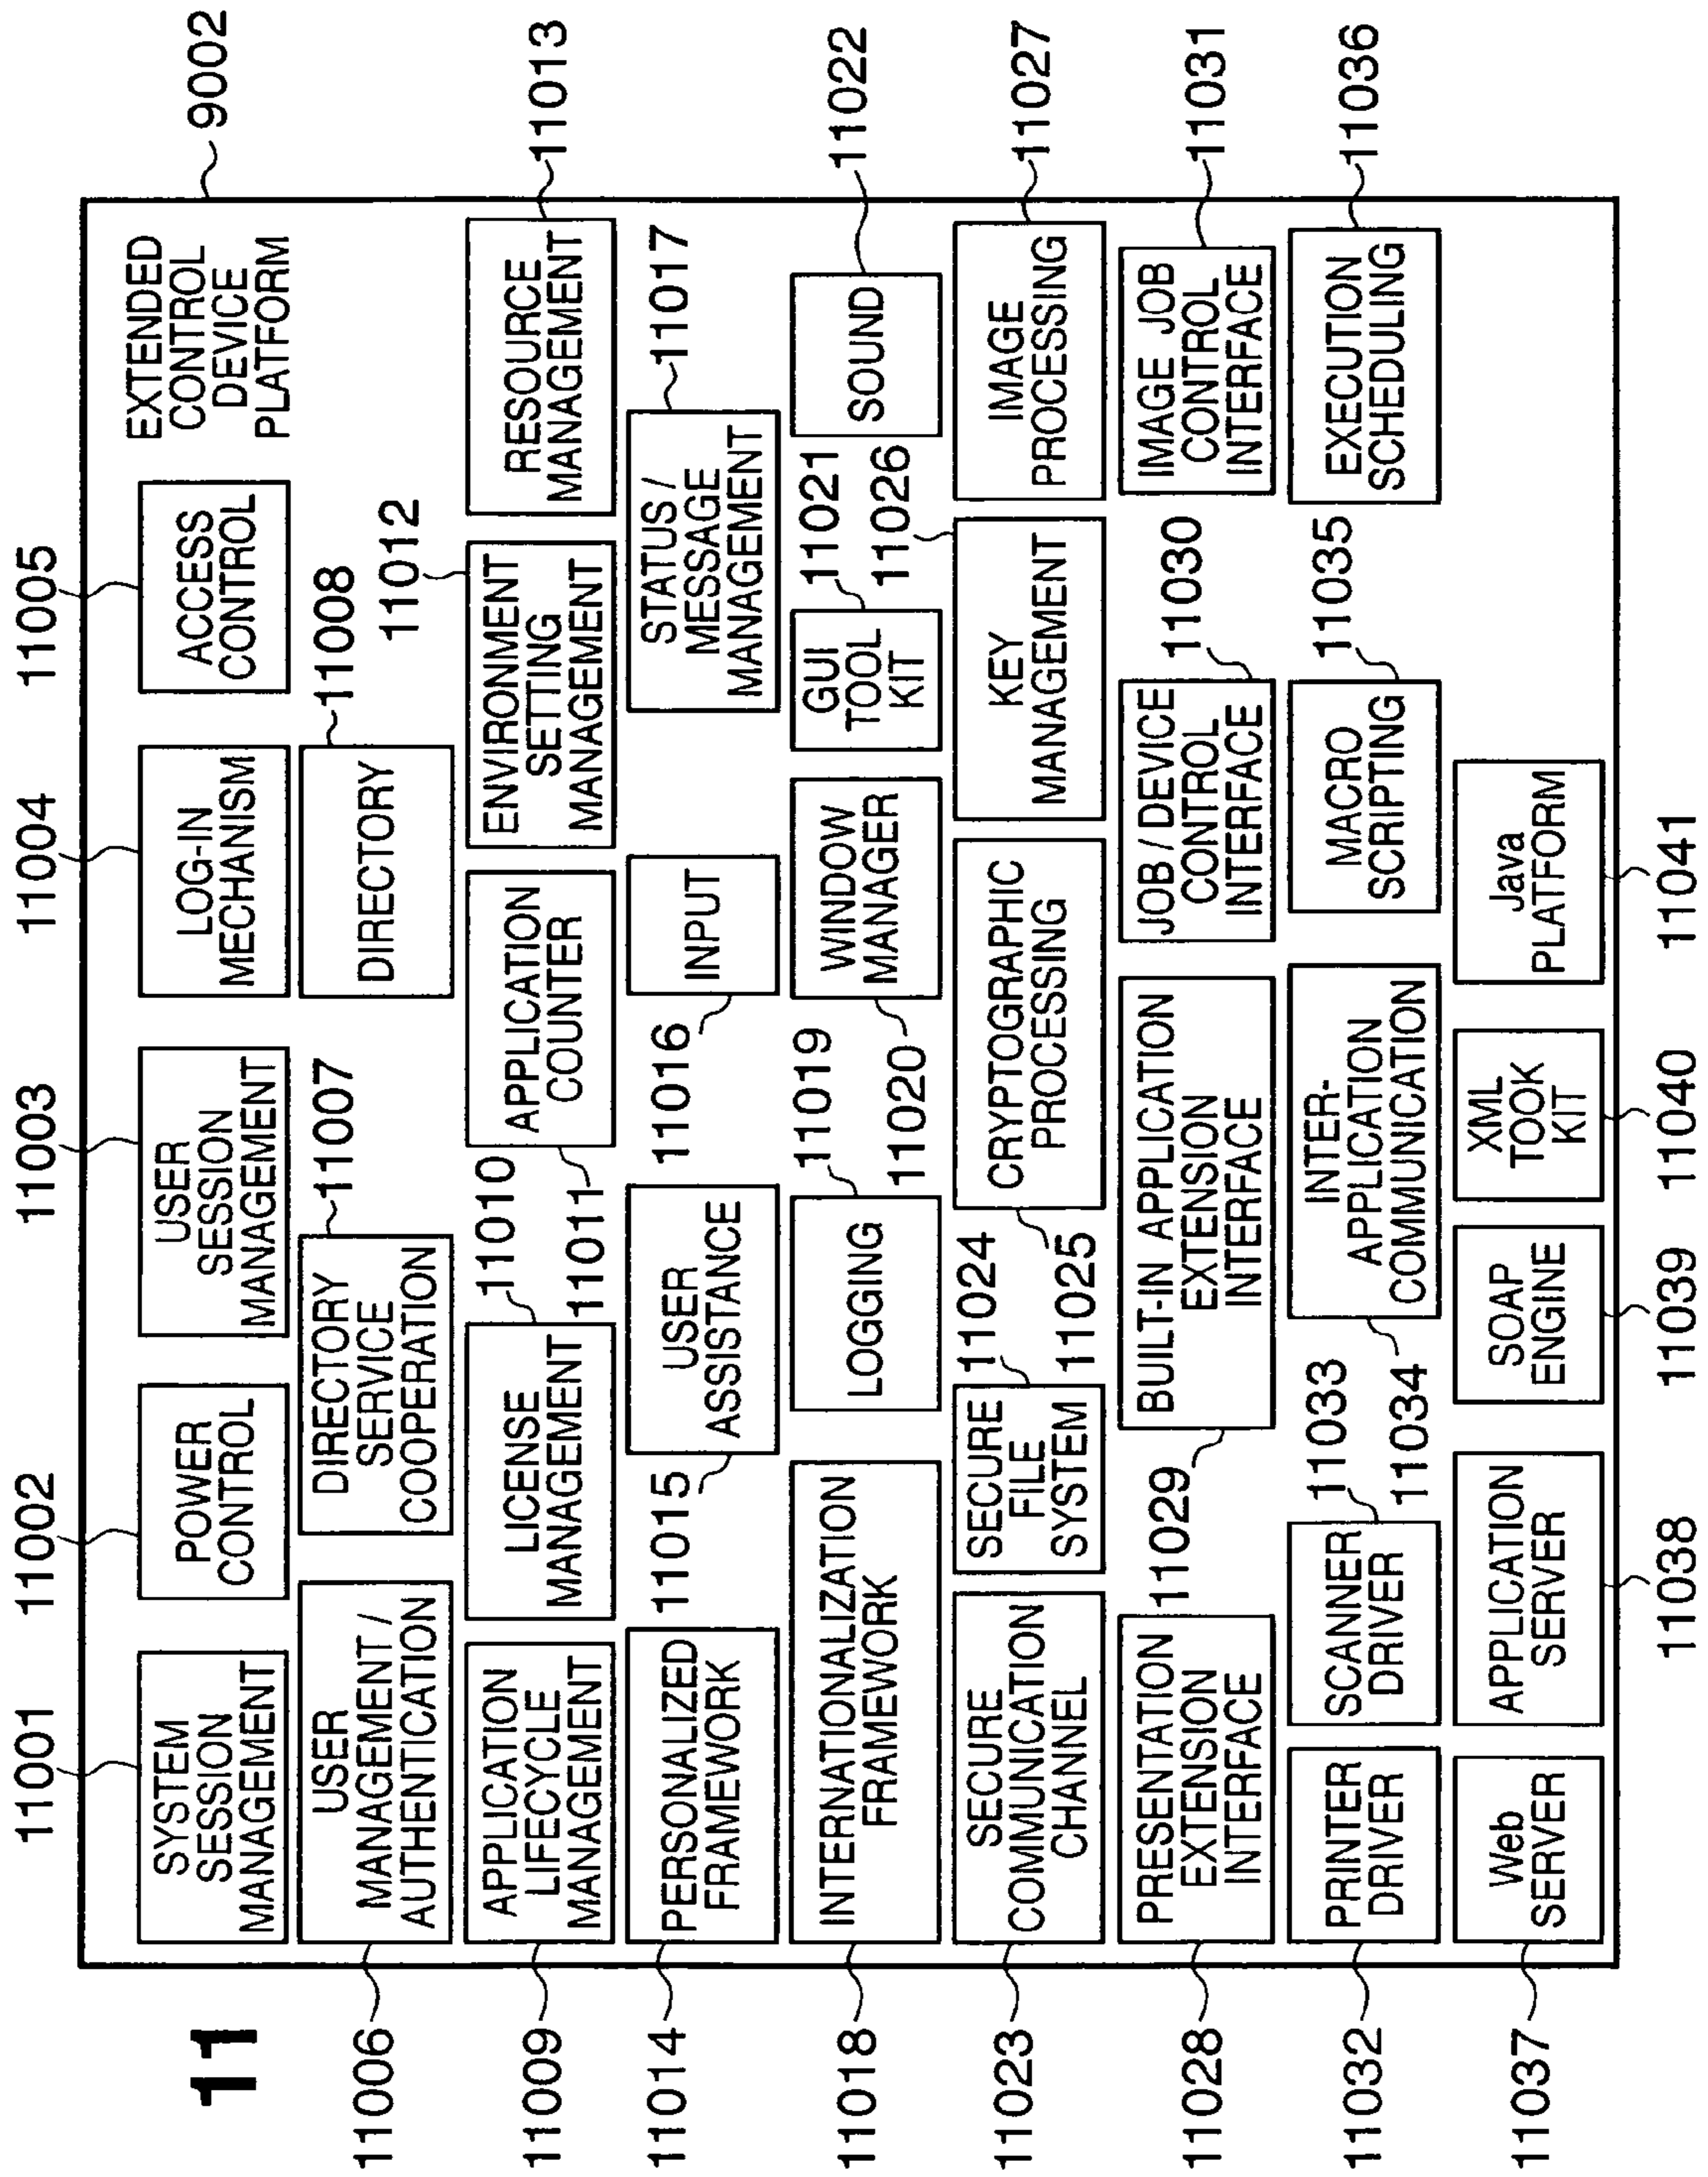 11
EXTENDED
CONTROL
DEVICE
PLATFORM
9002
11001
SYSTEM
SESSION
MANAGEMENT
11002
POWER
CONTROL
11003
USER
SESSION
MANAGEMENT
11004
LOG-IN
MECHANISM
11005
ACCESS
CONTROL
11006
USER
MANAGEMENT /
AUTHENTICATION
11007
DIRECTORY
SERVICE
COOPERATION
11008
DIRECTORY
11009
APPLICATION
LIFECYCLE
MANAGEMENT
11010
LICENSE
MANAGEMENT
11011
APPLICATION
COUNTER
11012
ENVIRONMENT
SETTING
MANAGEMENT
11013
RESOURCE
MANAGEMENT
11014
PERSONALIZED
FRAMEWORK
11015
USER
ASSISTANCE
11016
INPUT
11017
STATUS /
MESSAGE
MANAGEMENT
11018
INTERNATIONALIZATION
FRAMEWORK
11019
LOGGING
11020
WINDOW
MANAGER
11021
GUI
TOOL
KIT
11022
SOUND
11023
SECURE
COMMUNICATION
CHANNEL
11024
SECURE
FILE
SYSTEM
11025
CRYPTOGRAPHIC
PROCESSING
11026
KEY
MANAGEMENT
11027
IMAGE
PROCESSING
11028
PRESENTATION
EXTENSION
INTERFACE
11029
BUILT-IN APPLICATION
EXTENSION
INTERFACE
11030
JOB / DEVICE
CONTROL
INTERFACE
11031
IMAGE JOB
CONTROL
INTERFACE
11032
PRINTER
DRIVER
11033
SCANNER
DRIVER
11034
INTER-
APPLICATION
COMMUNICATION
11035
MACRO
SCRIPTING
11036
EXECUTION
SCHEDULING
11037
Web
SERVER
11038
APPLICATION
SERVER
11039
SOAP
ENGINE
11040
XML
TOOK
KIT
11041
Java
PLATFORM